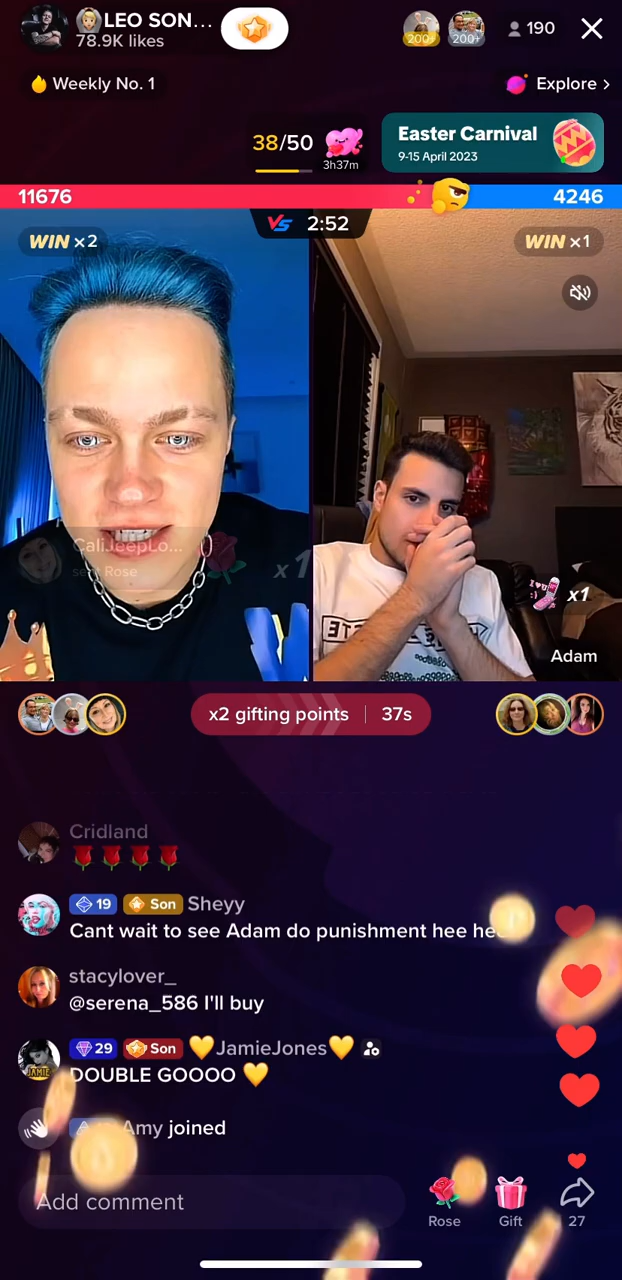 LEO SON...
78.9K likes
200+
200+
190
Weekly No. 1
Explore >
38/50
3h37m
Easter Carnival
9-15 April 2023
11676
4246
VS 2:52
WIN x2
WIN x1
CaliJeepLo...
sent Rose
x1
x1
Adam
x2 gifting points | 37s
Cridland
19 Son Sheyy
Cant wait to see Adam do punishment hee he
stacylover_
@serena_586 I'll buy
29 Son 💛JamieJones💛
DOUBLE GOOOO 💛
Amy joined
Add comment
Rose
Gift
27